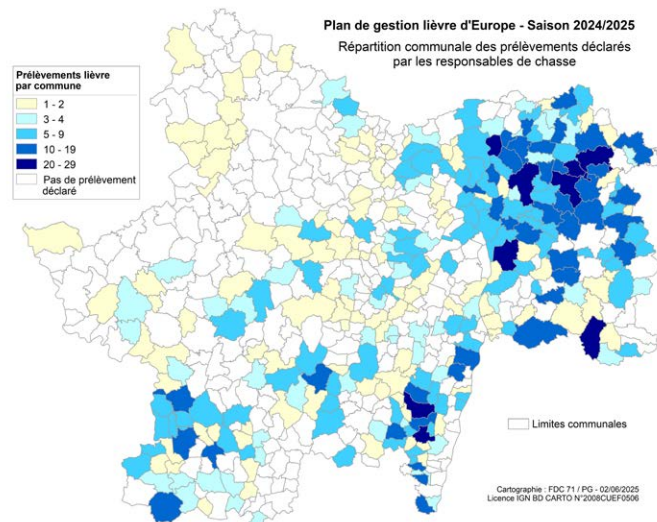 Plan de gestion lièvre d'Europe - Saison 2024/2025
Répartition communale des prélèvements déclarés
par les responsables de chasse
Prélèvements lièvre
par commune
1 - 2
3 - 4
5 - 9
10 - 19
20 - 29
Pas de prélèvement
déclaré
Limites communales
Cartographie : FDC 71 / PG - 02/06/2025
Licence IGN BD CARTO N°2008CUEF0506